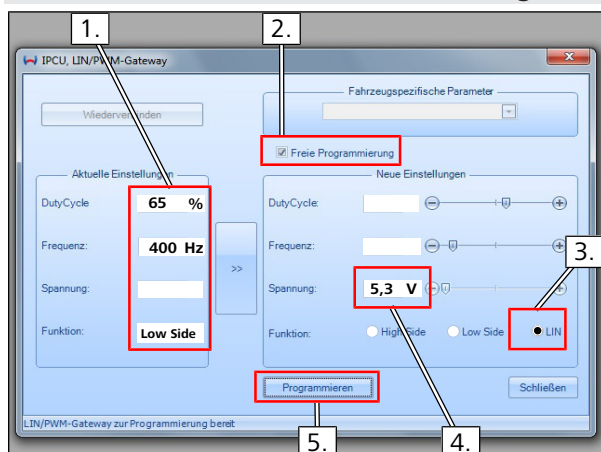 1.
2.
IPCU, LIN/PWM-Gateway
Fahrzeugspezifische Parameter
Wiederverwenden
Freie Programmierung
Aktuelle Einstellungen
Neue Einstellungen
DutyCycle
65 %
DutyCycle:
Frequenz:
400 Hz
Frequenz:
3.
>>
Spannung:
Spannung:
5,3 V
Funktion:
Low Side
Funktion:
High Side
Low Side
LIN
Programmieren
Schließen
LIN/PWM-Gateway zur Programmierung bereit
5.
4.